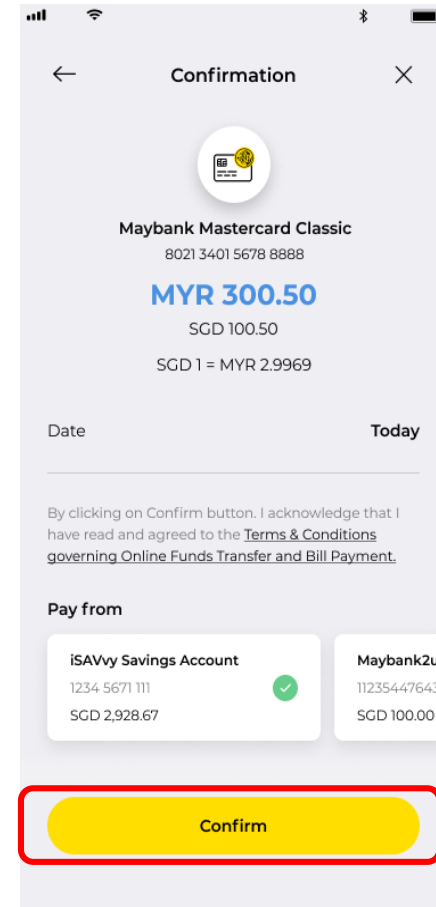 Confirmation
Maybank Mastercard Classic
8021 3401 5678 8888
MYR 300.50
SGD 100.50
SGD 1 = MYR 2.9969
Date Today
By clicking on Confirm button. I acknowledge that I
have read and agreed to the Terms & Conditions
governing Online Funds Transfer and Bill Payment.
Pay from
iSAVvy Savings Account Maybank2u
1234 5671 111 11235447643
SGD 2,928.67 SGD 100.00
Confirm